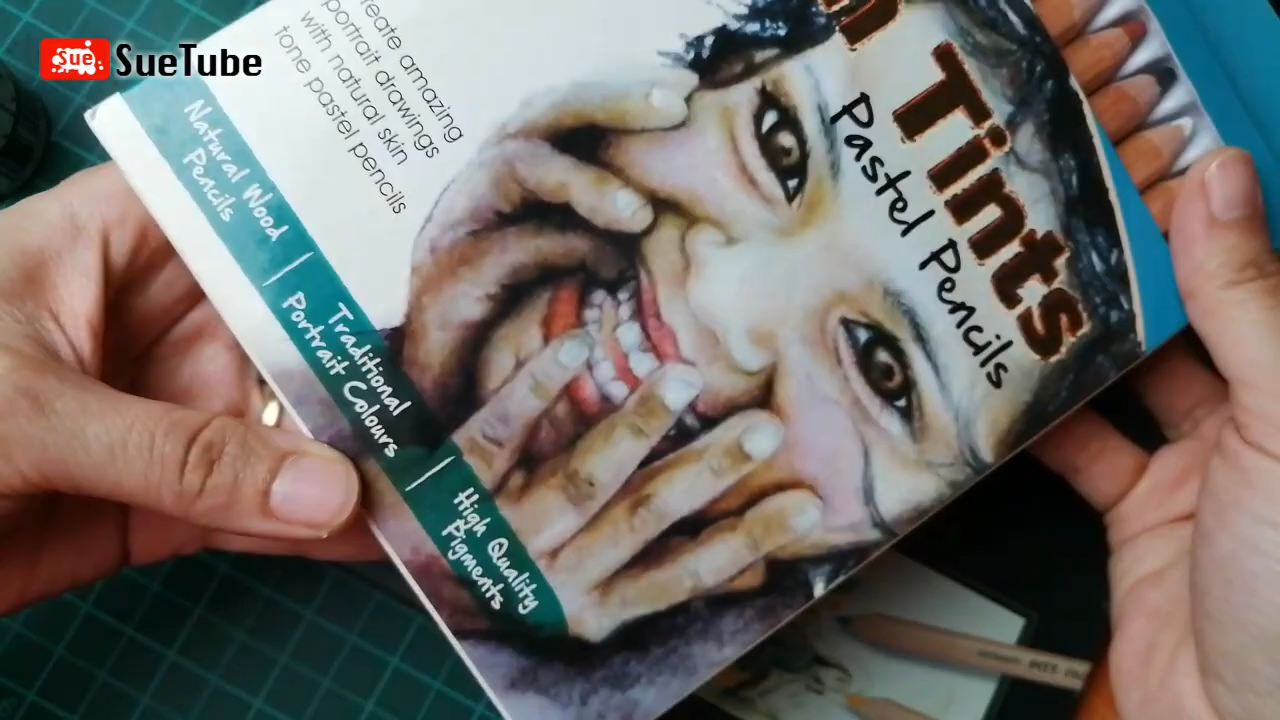 Sue
SueTube
create amazing
portrait drawings
with natural skin
tone pastel pencils
Tints
Pastel Pencils
Natural Wood
Pencils
Traditional
Portrait Colours
High Quality
Pigments